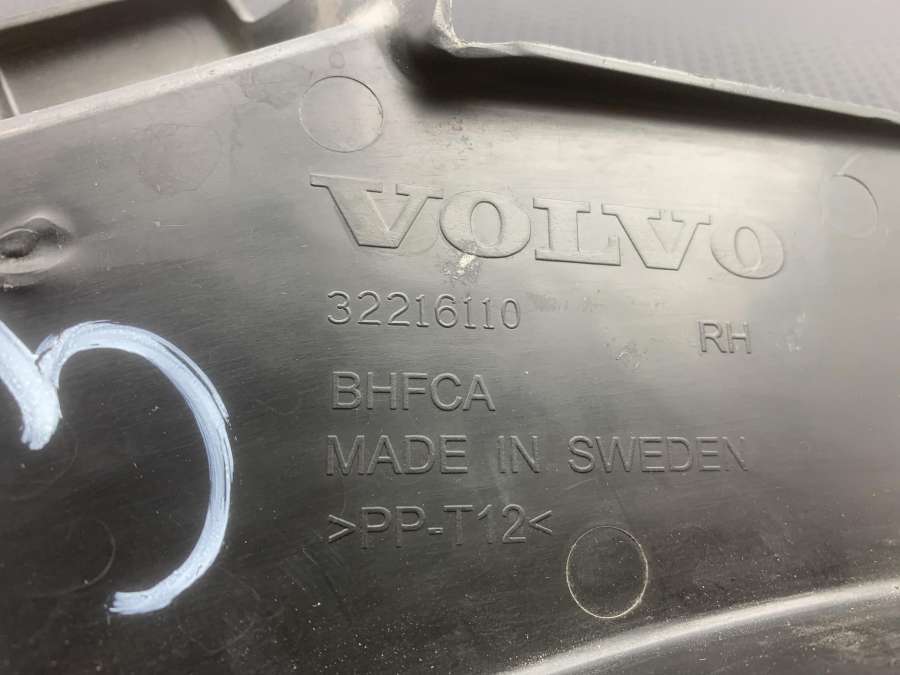 VOLVO
32216110
RH
BHFCA
MADE IN SWEDEN
>PP-T12<